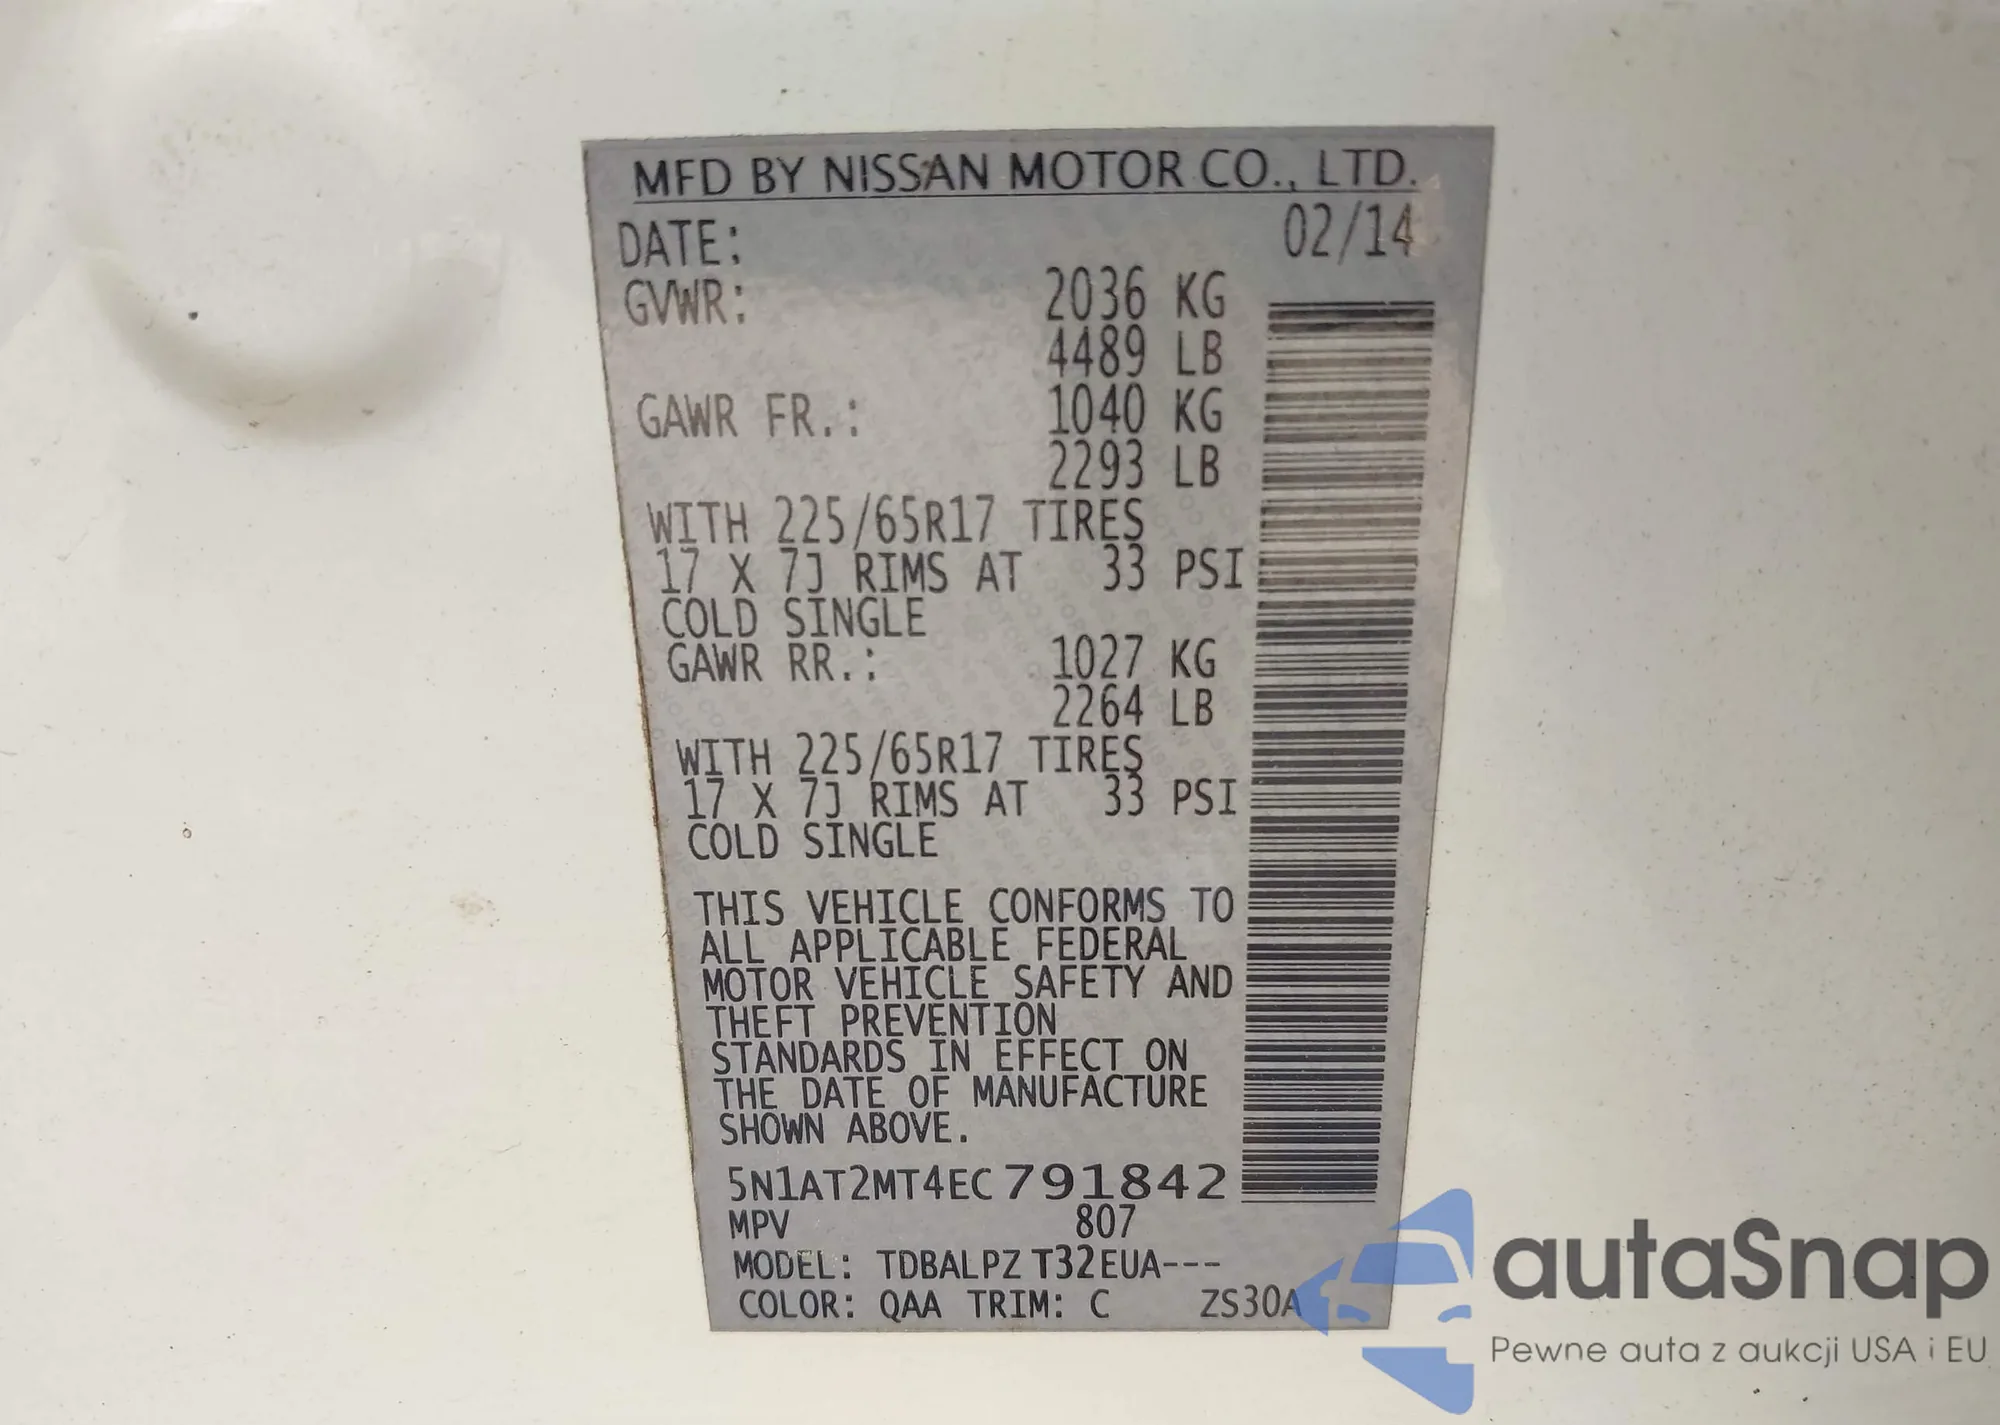 MFD BY NISSAN MOTOR CO., LTD.
DATE: 02/14
GVWR: 2036 KG
4489 LB
GAWR FR.: 1040 KG
2293 LB
WITH 225/65R17 TIRES
17 X 7J RIMS AT 33 PSI
COLD SINGLE
GAWR RR.: 1027 KG
2264 LB
WITH 225/65R17 TIRES
17 X 7J RIMS AT 33 PSI
COLD SINGLE
THIS VEHICLE CONFORMS TO
ALL APPLICABLE FEDERAL
MOTOR VEHICLE SAFETY AND
THEFT PREVENTION
STANDARDS IN EFFECT ON
THE DATE OF MANUFACTURE
SHOWN ABOVE.
5N1AT2MT4EC791842
MPV 807
MODEL: TDBALPZ T32EUA---
COLOR: QAA TRIM: C ZS30A
autaSnap
Pewne auta z aukcji USA i EU